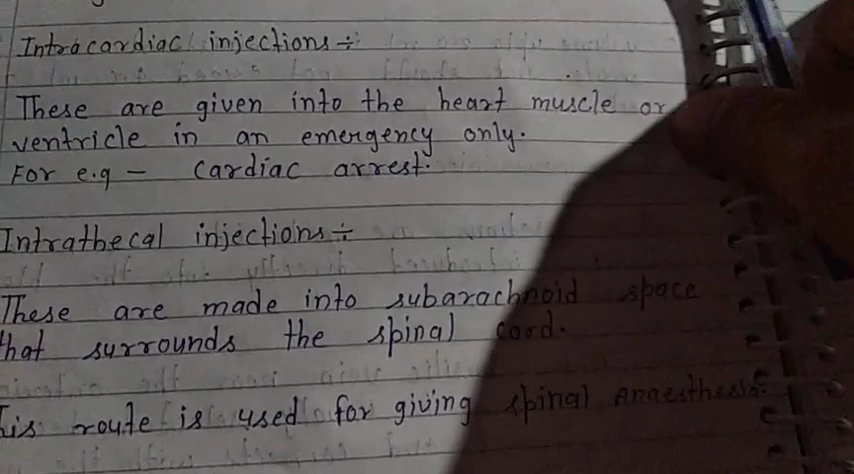 Intracardiac injections ÷
These are given into the heart muscle or
ventricle in an emergency only.
For e.g - Cardiac arrest.
Intrathecal injections ÷
These are made into subarachnoid space
that surrounds the spinal cord.
This route is used for giving spinal Anaesthesia.